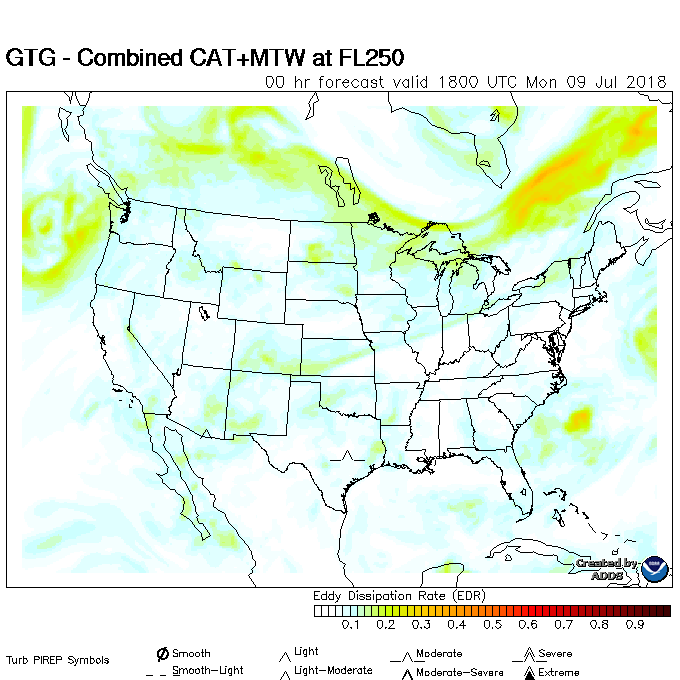 GTG - Combined CAT+MTW at FL250
00 hr forecast valid 1800 UTC Mon 09 Jul 2018
Created by
ADDS
Eddy Dissipation Rate (EDR)
0.1 0.2 0.3 0.4 0.5 0.6 0.7 0.8 0.9
Turb PIREP Symbols
Smooth Light Moderate Severe
Smooth-Light Light-Moderate Moderate-Severe Extreme